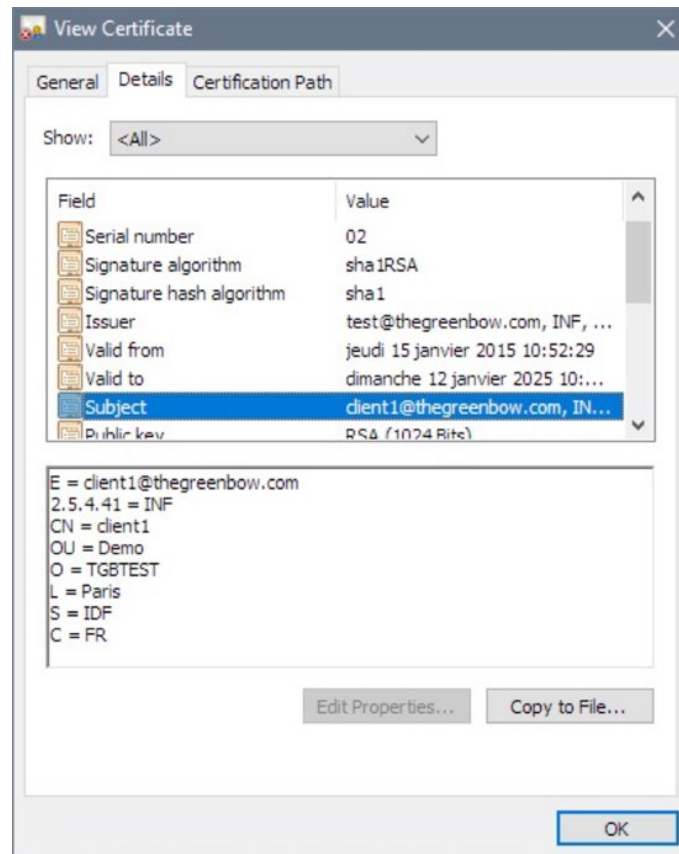 View Certificate
General Details Certification Path
Show: <All>
Field Value
Serial number 02
Signature algorithm sha1RSA
Signature hash algorithm sha1
Issuer test@thegreenbow.com, INF, ...
Valid from jeudi 15 janvier 2015 10:52:29
Valid to dimanche 12 janvier 2025 10:...
Subject client1@thegreenbow.com, IN...
Public key RSA (1024 Bits)
E = client1@thegreenbow.com
2.5.4.41 = INF
CN = client1
OU = Demo
O = TGBTEST
L = Paris
S = IDF
C = FR
Edit Properties... Copy to File...
OK